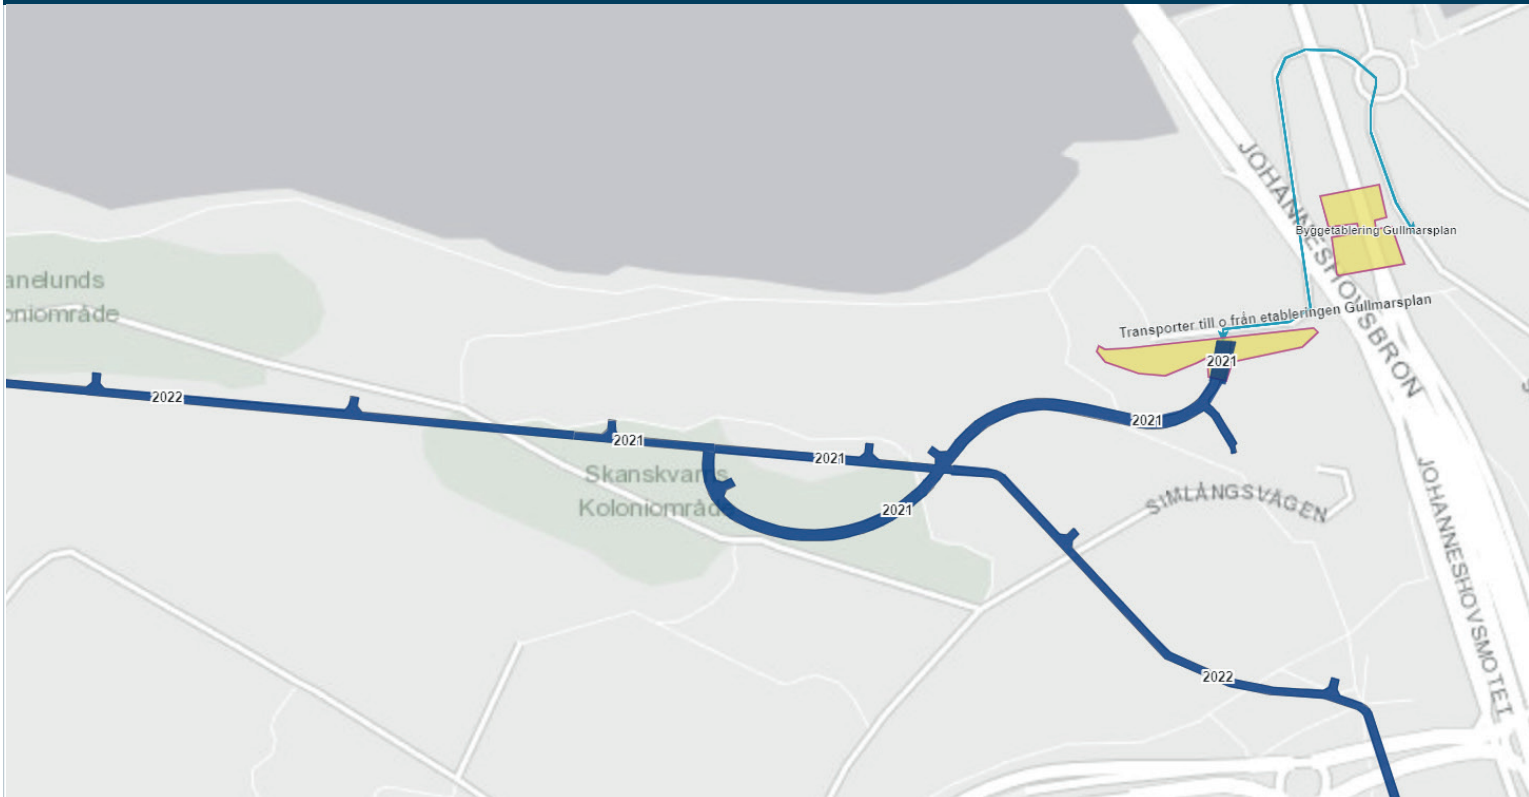 JOHANNESHOVSBRON
Byggetablering Gullmarsplan
anelunds
oniområde
Transporter till o från etableringen Gullmarsplan
2021
2022
2021
2021
2021
Skanskvarns
Koloniområde
2021
SIMLÅNGSVÄGEN
JOHANNESHOVSMOTET
2022